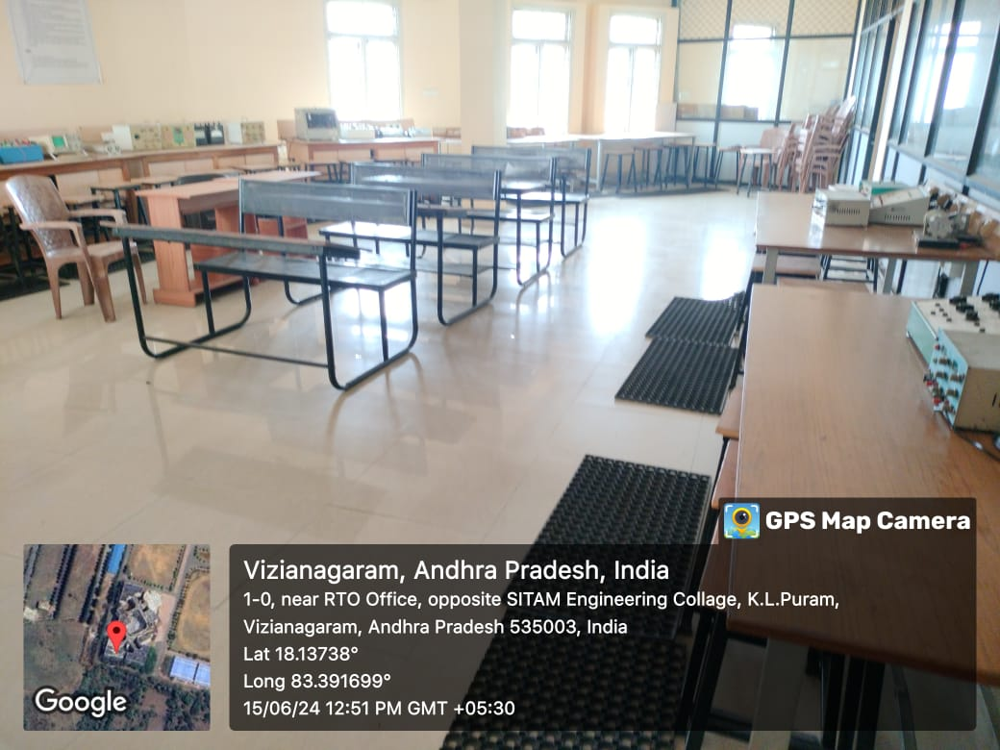 GPS Map Camera
Vizianagaram, Andhra Pradesh, India
1-0, near RTO Office, opposite SITAM Engineering Collage, K.L.Puram,
Vizianagaram, Andhra Pradesh 535003, India
Lat 18.13738°
Long 83.391699°
15/06/24 12:51 PM GMT +05:30
Google